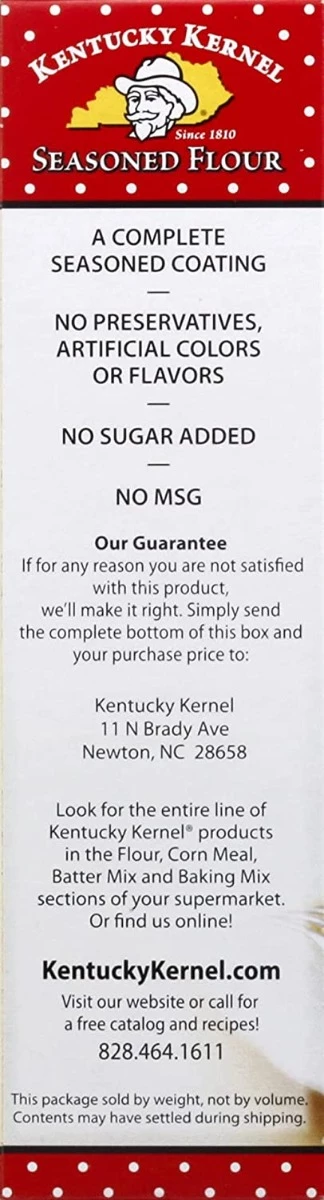 KENTUCKY KERNEL
Since 1810
SEASONED FLOUR
A COMPLETE
SEASONED COATING
—
NO PRESERVATIVES,
ARTIFICIAL COLORS
OR FLAVORS
—
NO SUGAR ADDED
—
NO MSG
Our Guarantee
If for any reason you are not satisfied
with this product,
we'll make it right. Simply send
the complete bottom of this box and
your purchase price to:
Kentucky Kernel
11 N Brady Ave
Newton, NC 28658
Look for the entire line of
Kentucky Kernel® products
in the Flour, Corn Meal,
Batter Mix and Baking Mix
sections of your supermarket.
Or find us online!
KentuckyKernel.com
Visit our website or call for
a free catalog and recipes!
828.464.1611
This package sold by weight, not by volume.
Contents may have settled during shipping.